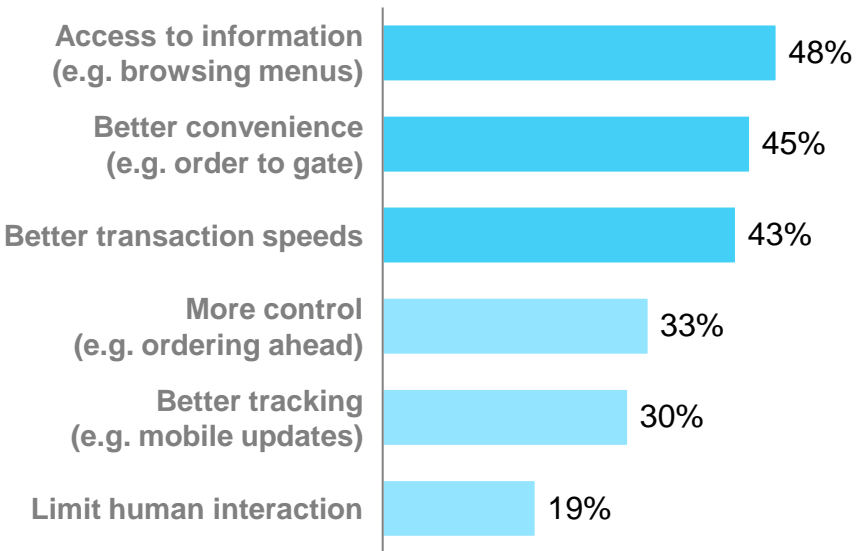 Access to information
(e.g. browsing menus)
48%
Better convenience
(e.g. order to gate)
45%
Better transaction speeds
43%
More control
(e.g. ordering ahead)
33%
Better tracking
(e.g. mobile updates)
30%
Limit human interaction
19%